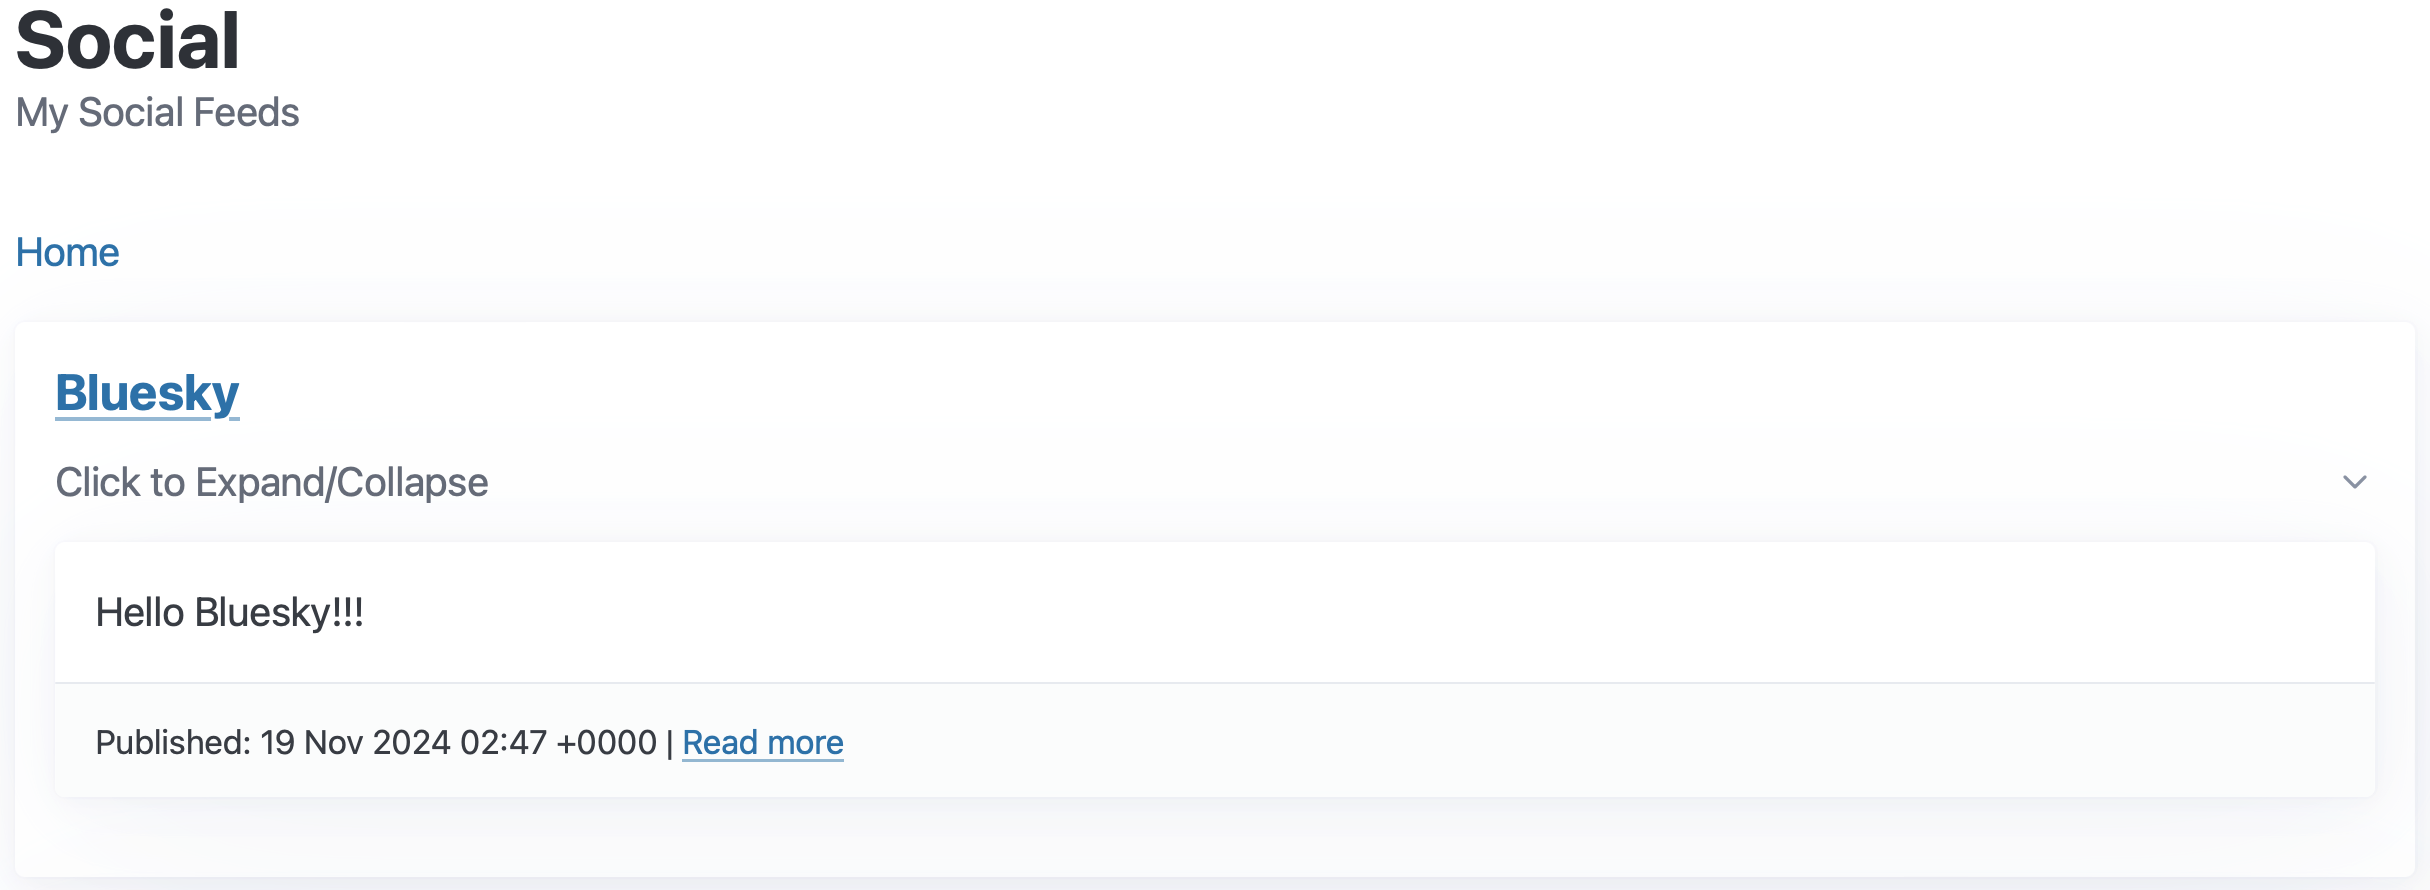 Social
My Social Feeds
Home
Bluesky
Click to Expand/Collapse
Hello Bluesky!!!
Published: 19 Nov 2024 02:47 +0000 | Read more